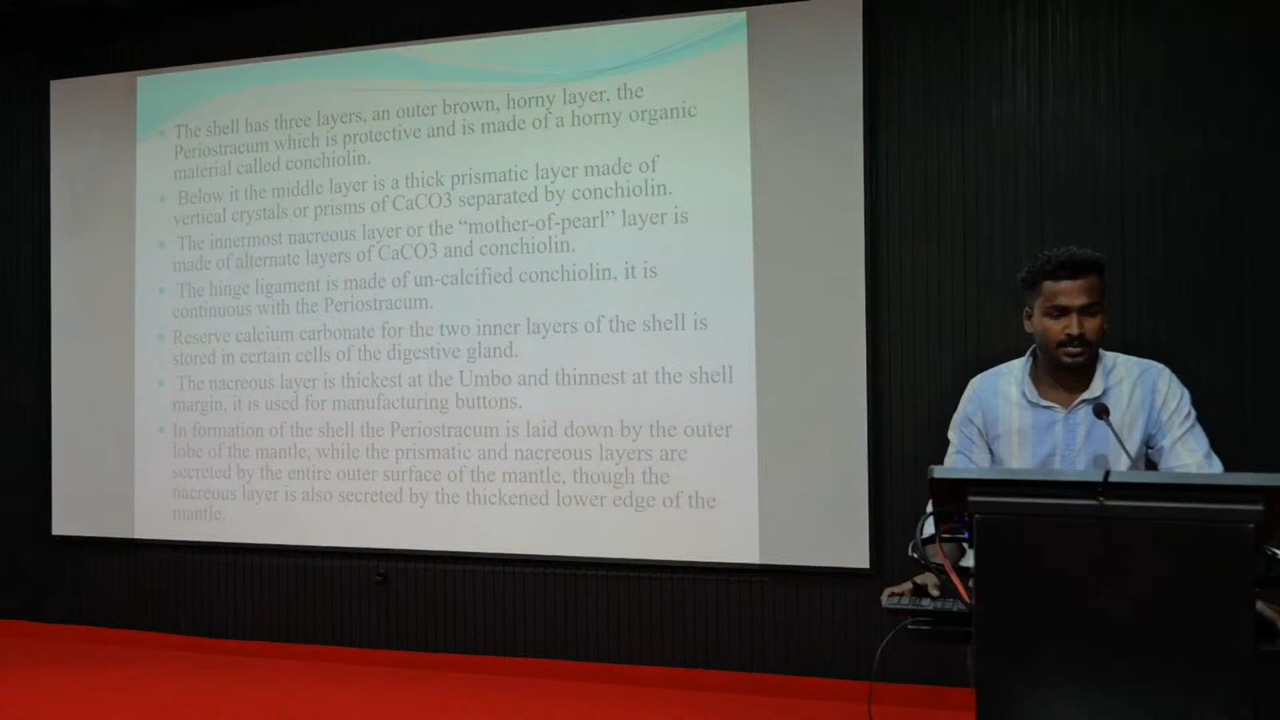 The shell has three layers, an outer brown, horny layer, the
Periostracum which is protective and is made of a horny organic
material called conchiolin.
Below it the middle layer is a thick prismatic layer made of
vertical crystals or prisms of CaCO3 separated by conchiolin.
The innermost nacreous layer or the “mother-of-pearl” layer is
made of alternate layers of CaCO3 and conchiolin.
The hinge ligament is made of un-calcified conchiolin, it is
continuous with the Periostracum.
Reserve calcium carbonate for the two inner layers of the shell is
stored in certain cells of the digestive gland.
The nacreous layer is thickest at the Umbo and thinnest at the shell
margin, it is used for manufacturing buttons.
In formation of the shell the Periostracum is laid down by the outer
lobe of the mantle, while the prismatic and nacreous layers are
secreted by the entire outer surface of the mantle, though the
nacreous layer is also secreted by the thickened lower edge of the
mantle.